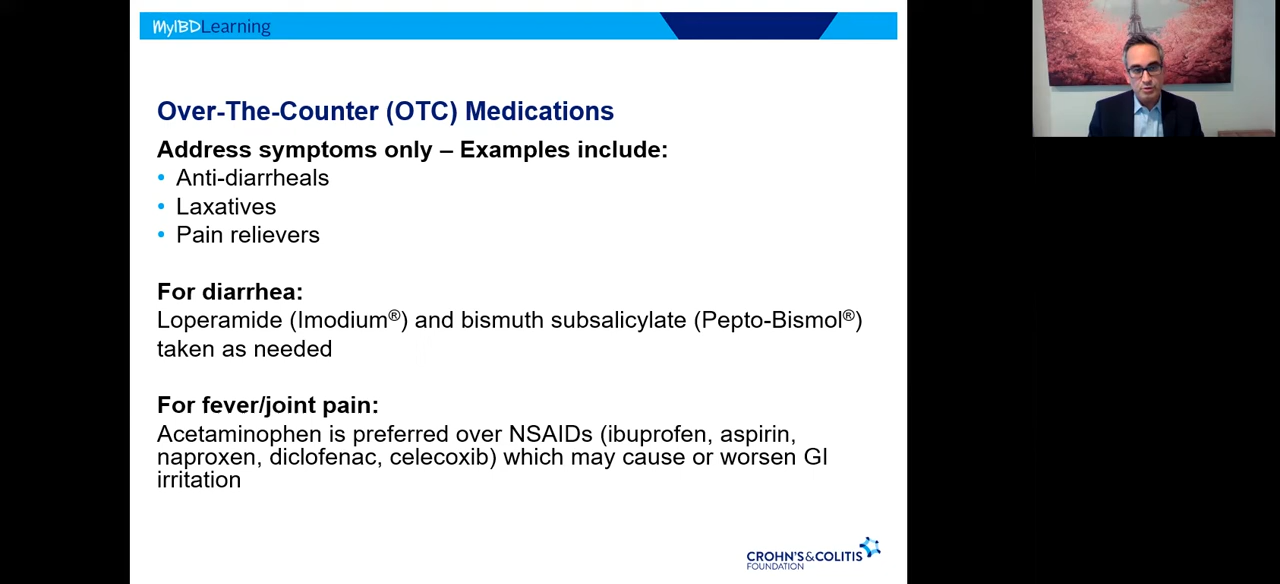 MyIBDLearning
Over-The-Counter (OTC) Medications
Address symptoms only – Examples include:
• Anti-diarrheals
• Laxatives
• Pain relievers
For diarrhea:
Loperamide (Imodium®) and bismuth subsalicylate (Pepto-Bismol®)
taken as needed
For fever/joint pain:
Acetaminophen is preferred over NSAIDs (ibuprofen, aspirin,
naproxen, diclofenac, celecoxib) which may cause or worsen GI
irritation
CROHN'S&COLITIS
FOUNDATION